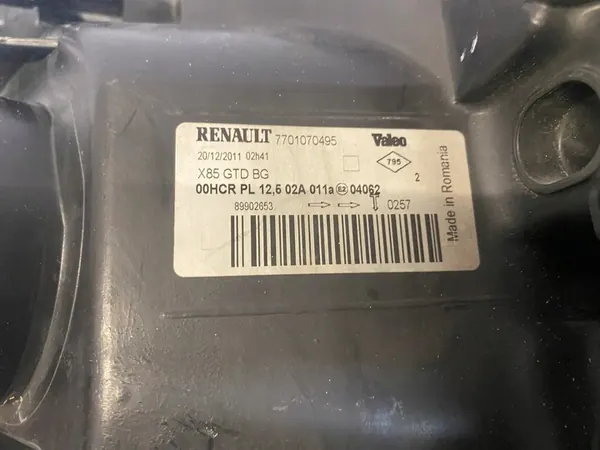 RENAULT 7701070495 Valeo
20/12/2011 02h41
795
X85 GTD BG
2
00HCR PL 12,6 02A 011a E2 04062
89902653
0257
Made in Romania